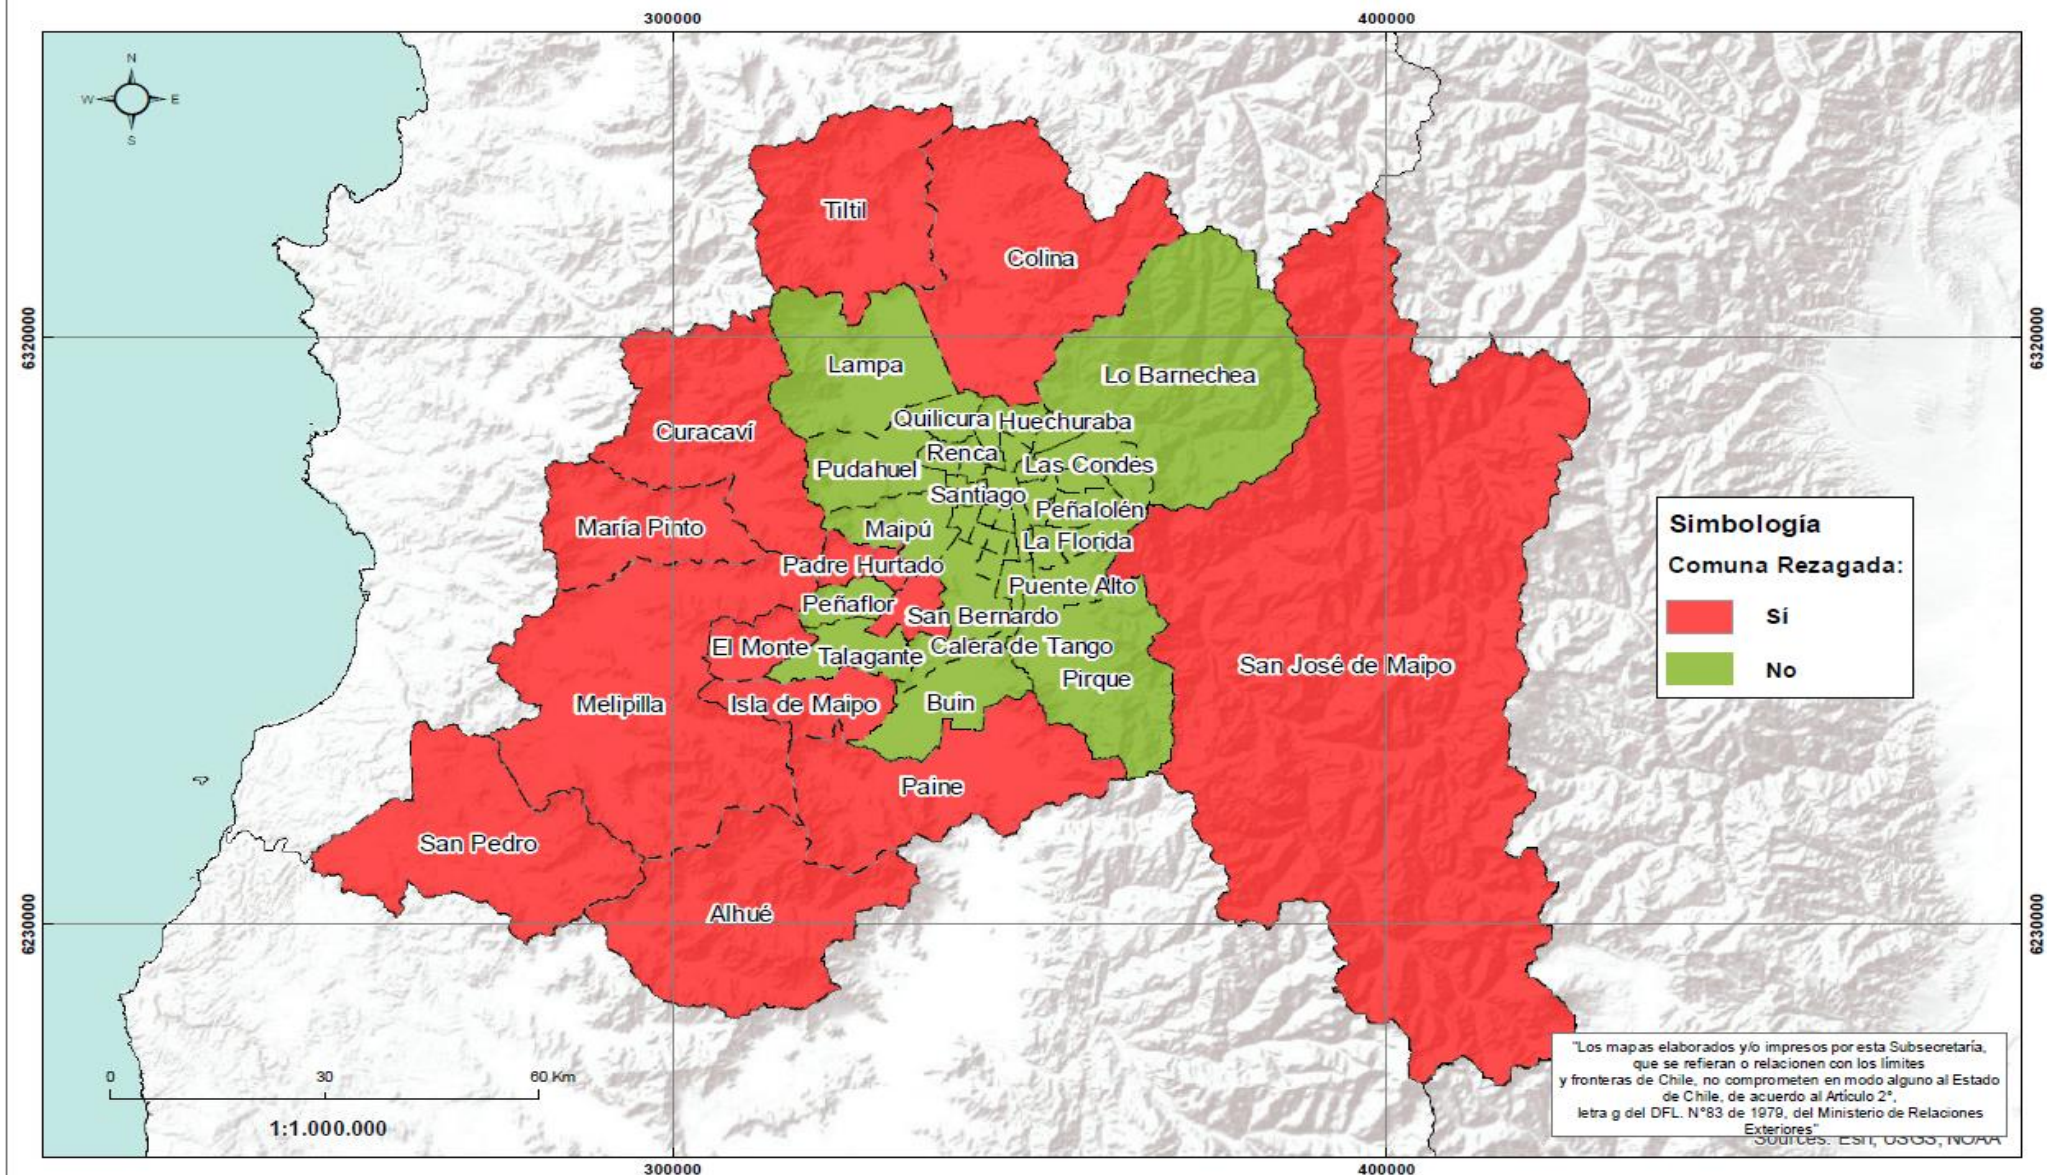 300000
400000
N
W
E
S
Tiltil
Colina
6320000
6320000
Lampa
Lo Barnechea
Quilicura
Huechuraba
Curacaví
Renca
Las Condes
Pudahuel
Santiago
Peñalolén
María Pinto
Maipú
La Florida
Padre Hurtado
Puente Alto
Peñaflor
San Bernardo
El Monte
Talagante
Calera de Tango
San José de Maipo
Pirque
Melipilla
Isla de Maipo
Buin
Paine
San Pedro
Alhué
6230000
6230000
Simbología
Comuna Rezagada:
Sí
No
0
30
60 Km
1:1.000.000
"Los mapas elaborados y/o impresos por esta Subsecretaría,
que se refieran o relacionen con los límites
y fronteras de Chile, no comprometen en modo alguno al Estado
de Chile, de acuerdo al Artículo 2°,
letra g del DFL. N°83 de 1979, del Ministerio de Relaciones
Exteriores"
Sources: Esri, USGS, NOAA
300000
400000